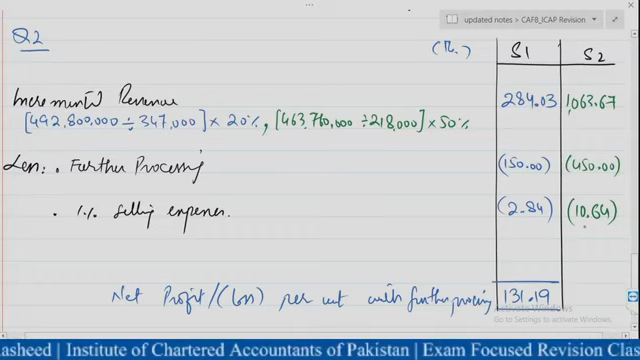 updated notes > CAF8_ICAP Revision
Q2
(Rs.) S1 S2
Incremental Revenue 284.03 1,063.67
[492,800,000 ÷ 347,000] × 20%, [463,760,000 ÷ 218,000] × 50%
Less: • Further Processing (150.00) (450.00)
• 1% selling expenses. (2.84) (10.64)
Net Profit/(loss) per unit with further processing 131.19
Activate Windows
Go to Settings to activate Windows.
asheed | Institute of Chartered Accountants of Pakistan | Exam Focused Revision Clas